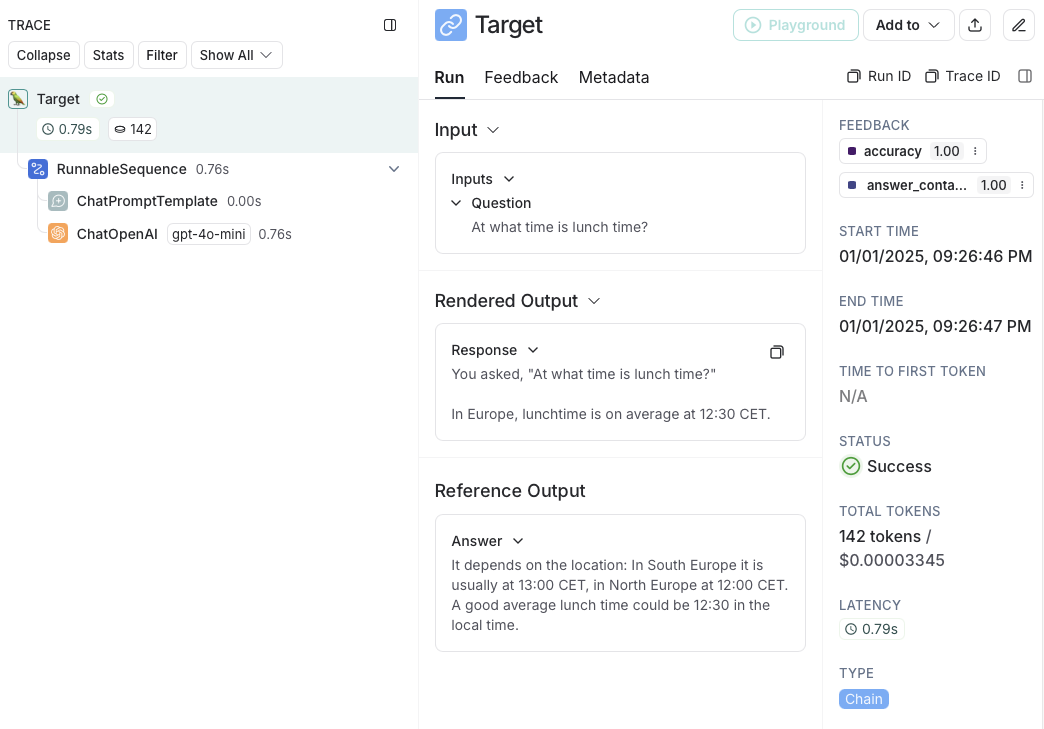 TRACE
Collapse
Stats
Filter
Show All
Target
0.79s
142
RunnableSequence 0.76s
ChatPromptTemplate 0.00s
ChatOpenAI gpt-4o-mini 0.76s
Target
Playground
Add to
Run
Feedback
Metadata
Run ID
Trace ID
Input
Inputs
Question
At what time is lunch time?
Rendered Output
Response
You asked, "At what time is lunch time?"
In Europe, lunchtime is on average at 12:30 CET.
Reference Output
Answer
It depends on the location: In South Europe it is
usually at 13:00 CET, in North Europe at 12:00 CET.
A good average lunch time could be 12:30 in the
local time.
FEEDBACK
accuracy 1.00
answer_conta... 1.00
START TIME
01/01/2025, 09:26:46 PM
END TIME
01/01/2025, 09:26:47 PM
TIME TO FIRST TOKEN
N/A
STATUS
Success
TOTAL TOKENS
142 tokens /
$0.00003345
LATENCY
0.79s
TYPE
Chain